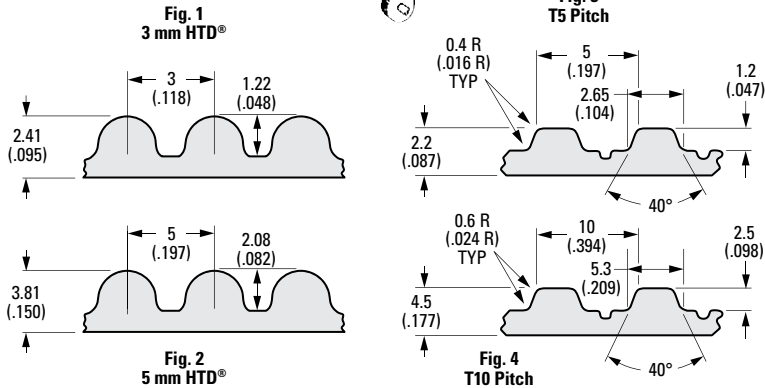 Fig. 1
3 mm HTD®
3
(.118)
1.22
(.048)
2.41
(.095)
5
(.197)
2.08
(.082)
3.81
(.150)
Fig. 2
5 mm HTD®
T5 Pitch
0.4 R
(.016 R)
TYP
5
(.197)
2.65
(.104)
1.2
(.047)
2.2
(.087)
40°
0.6 R
(.024 R)
TYP
10
(.394)
5.3
(.209)
2.5
(.098)
4.5
(.177)
40°
Fig. 4
T10 Pitch